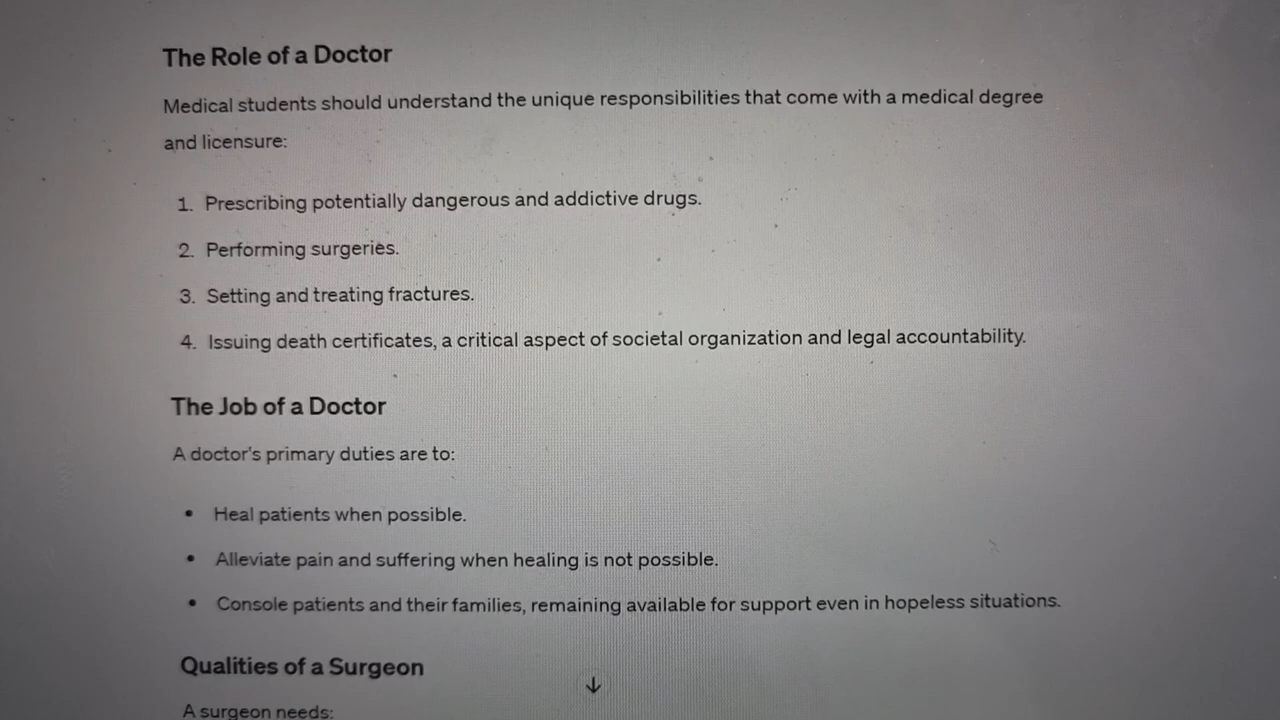 The Role of a Doctor
Medical students should understand the unique responsibilities that come with a medical degree
and licensure:
1. Prescribing potentially dangerous and addictive drugs.
2. Performing surgeries.
3. Setting and treating fractures.
4. Issuing death certificates, a critical aspect of societal organization and legal accountability.
The Job of a Doctor
A doctor's primary duties are to:
• Heal patients when possible.
• Alleviate pain and suffering when healing is not possible.
• Console patients and their families, remaining available for support even in hopeless situations.
Qualities of a Surgeon
A surgeon needs: